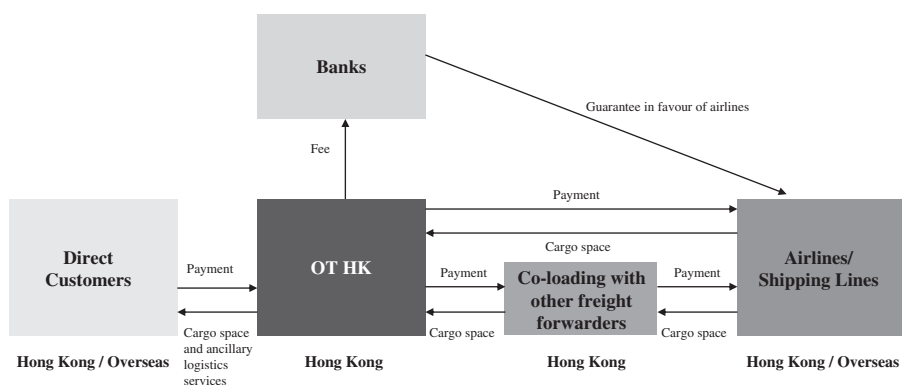 Banks
Guarantee in favour of airlines
Fee
Payment
Cargo space
Direct
Customers
Payment
Cargo space
and ancillary
logistics
services
OT HK
Payment
Cargo space
Co-loading with
other freight
forwarders
Payment
Cargo space
Airlines/
Shipping Lines
Hong Kong / Overseas
Hong Kong
Hong Kong
Hong Kong / Overseas